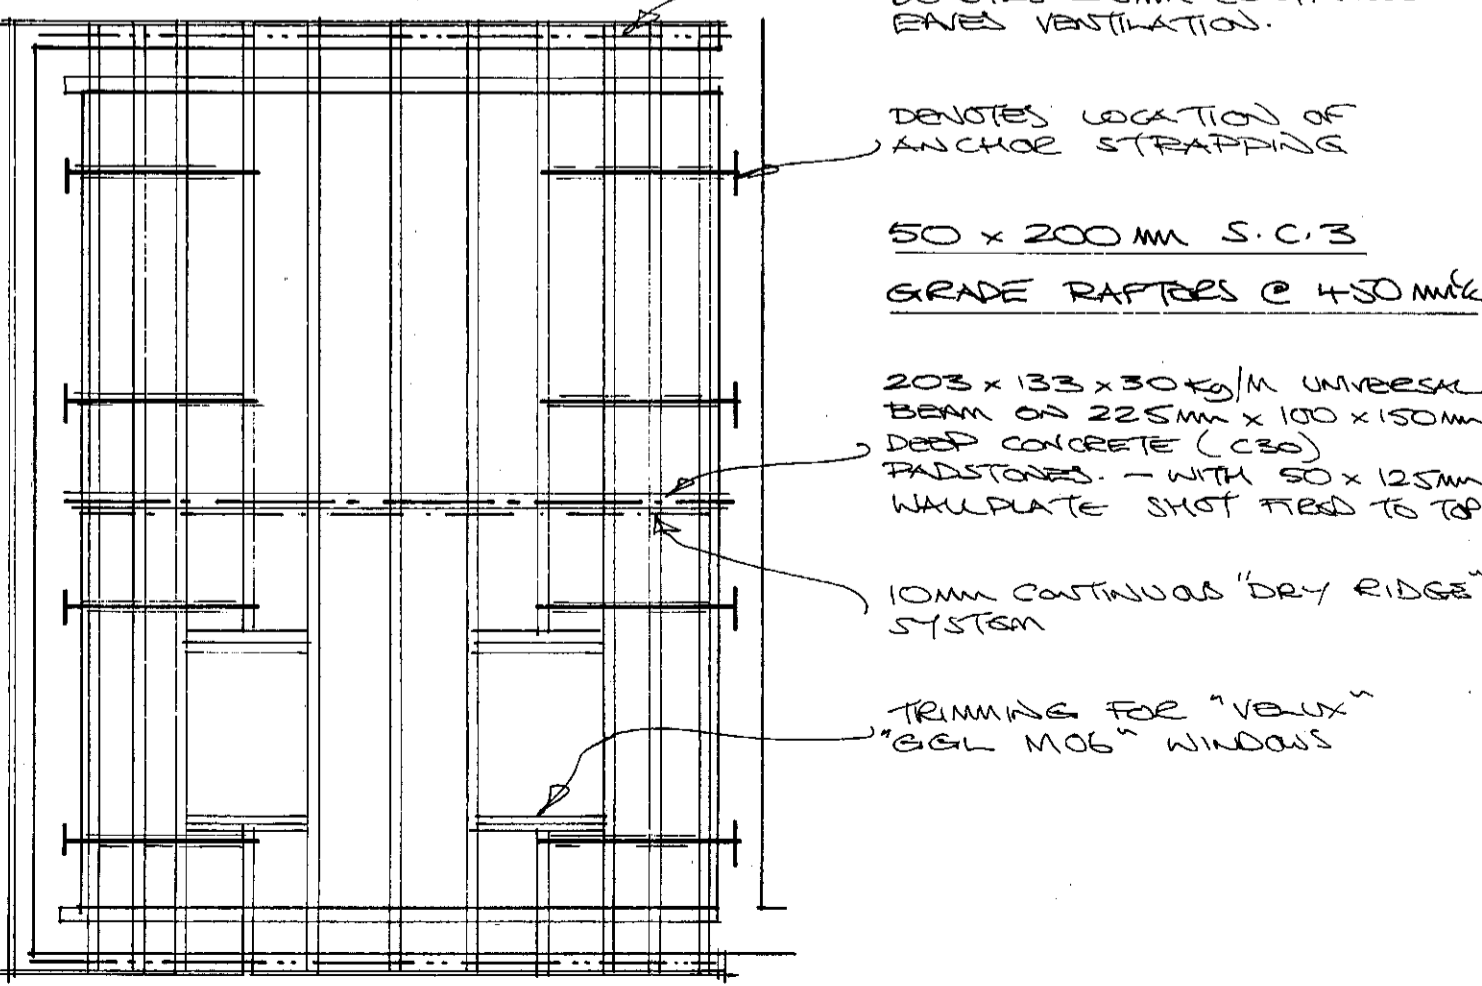 EAVES VENTILATION.
DENOTES LOCATION OF
ANCHOR STRAPPING
50 x 200 mm S.C.3
GRADE RAFTERS @ 450 mm
203 x 133 x 30 Kg/M UNIVERSAL
BEAM ON 225mm x 100 x 150mm
DEEP CONCRETE (C30)
PADSTONES. - WITH 50 x 125mm
WALLPLATE SHOT FIRED TO TOP
10mm CONTINUOUS "DRY RIDGE"
SYSTEM
TRIMMING FOR "VELUX"
"GGL M06" WINDOWS